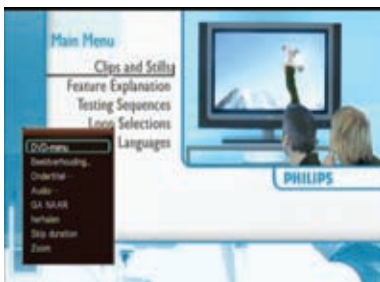 Main Menu
Clips and Stills
Feature Explanation
Testing Sequences
Loop Selections
Languages
DVD-menu
Beeldverhouding..
Ondertitel--
Audio--
GA NAAR
herhalen
Skip duration
Zoom
PHILIPS